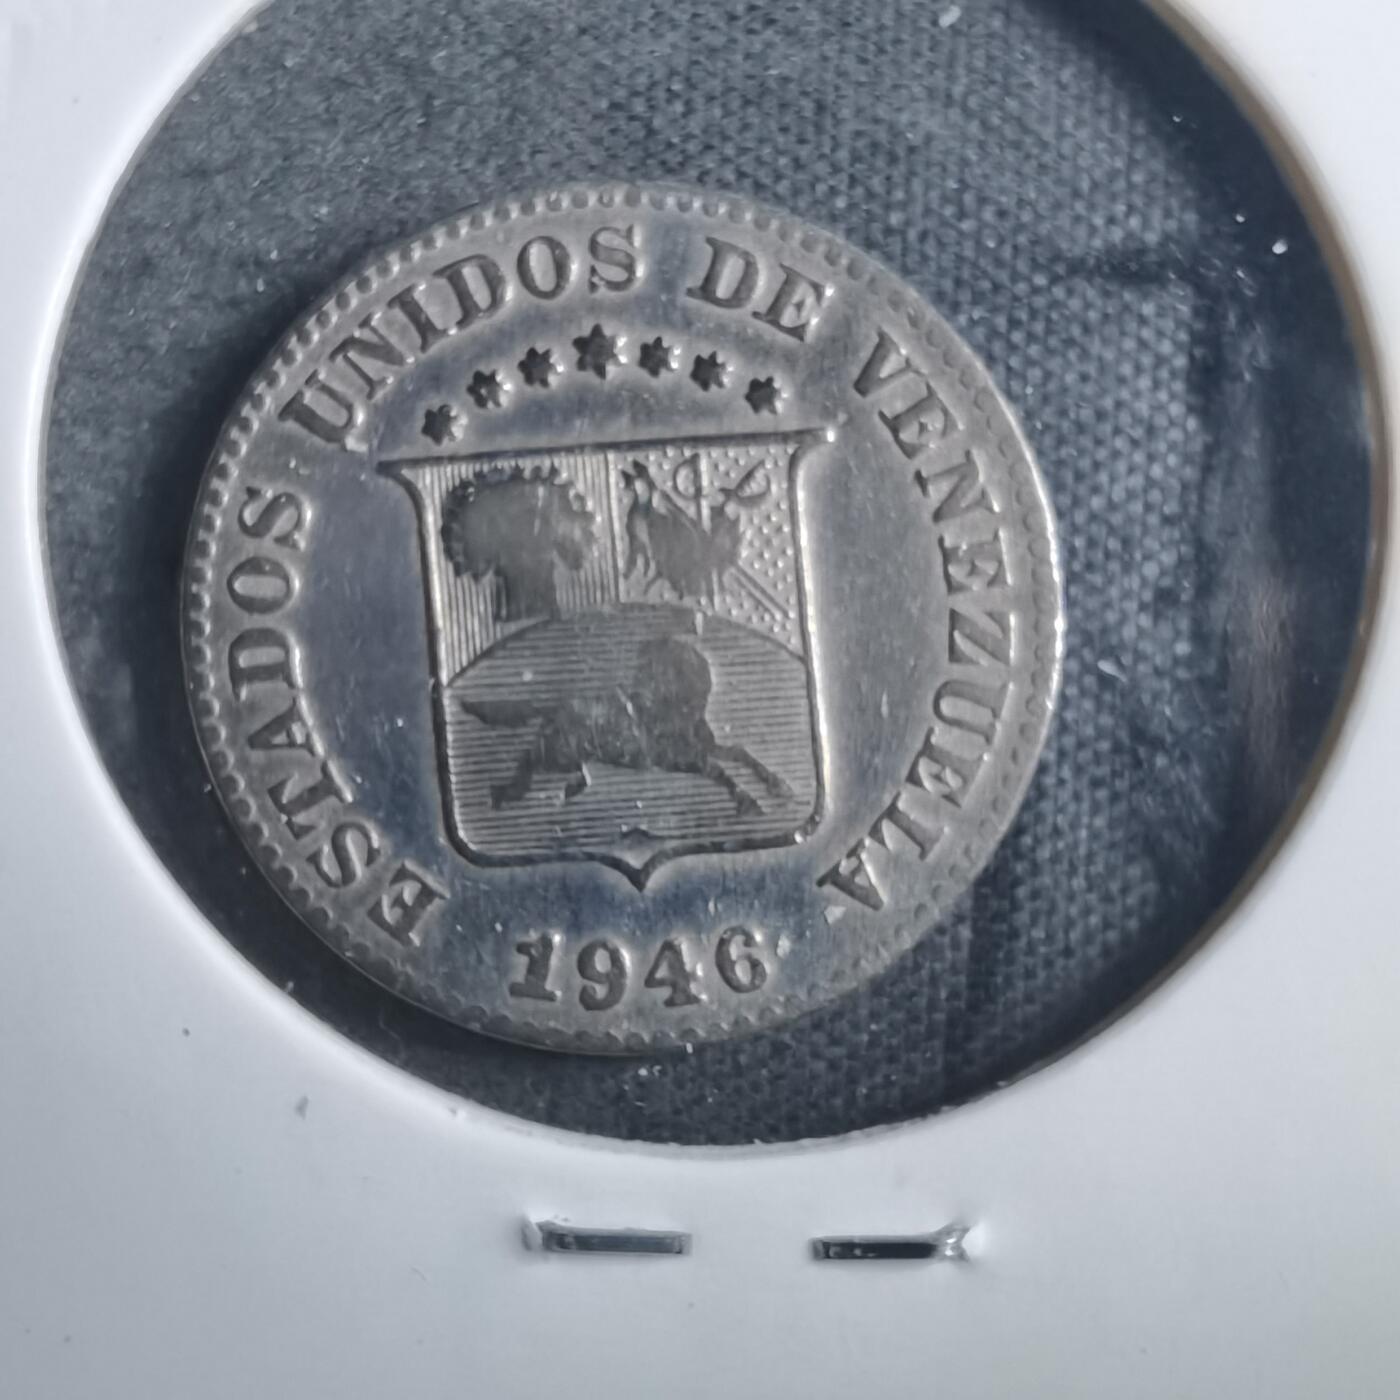 ESTADOS UNIDOS DE VENEZUELA
1946